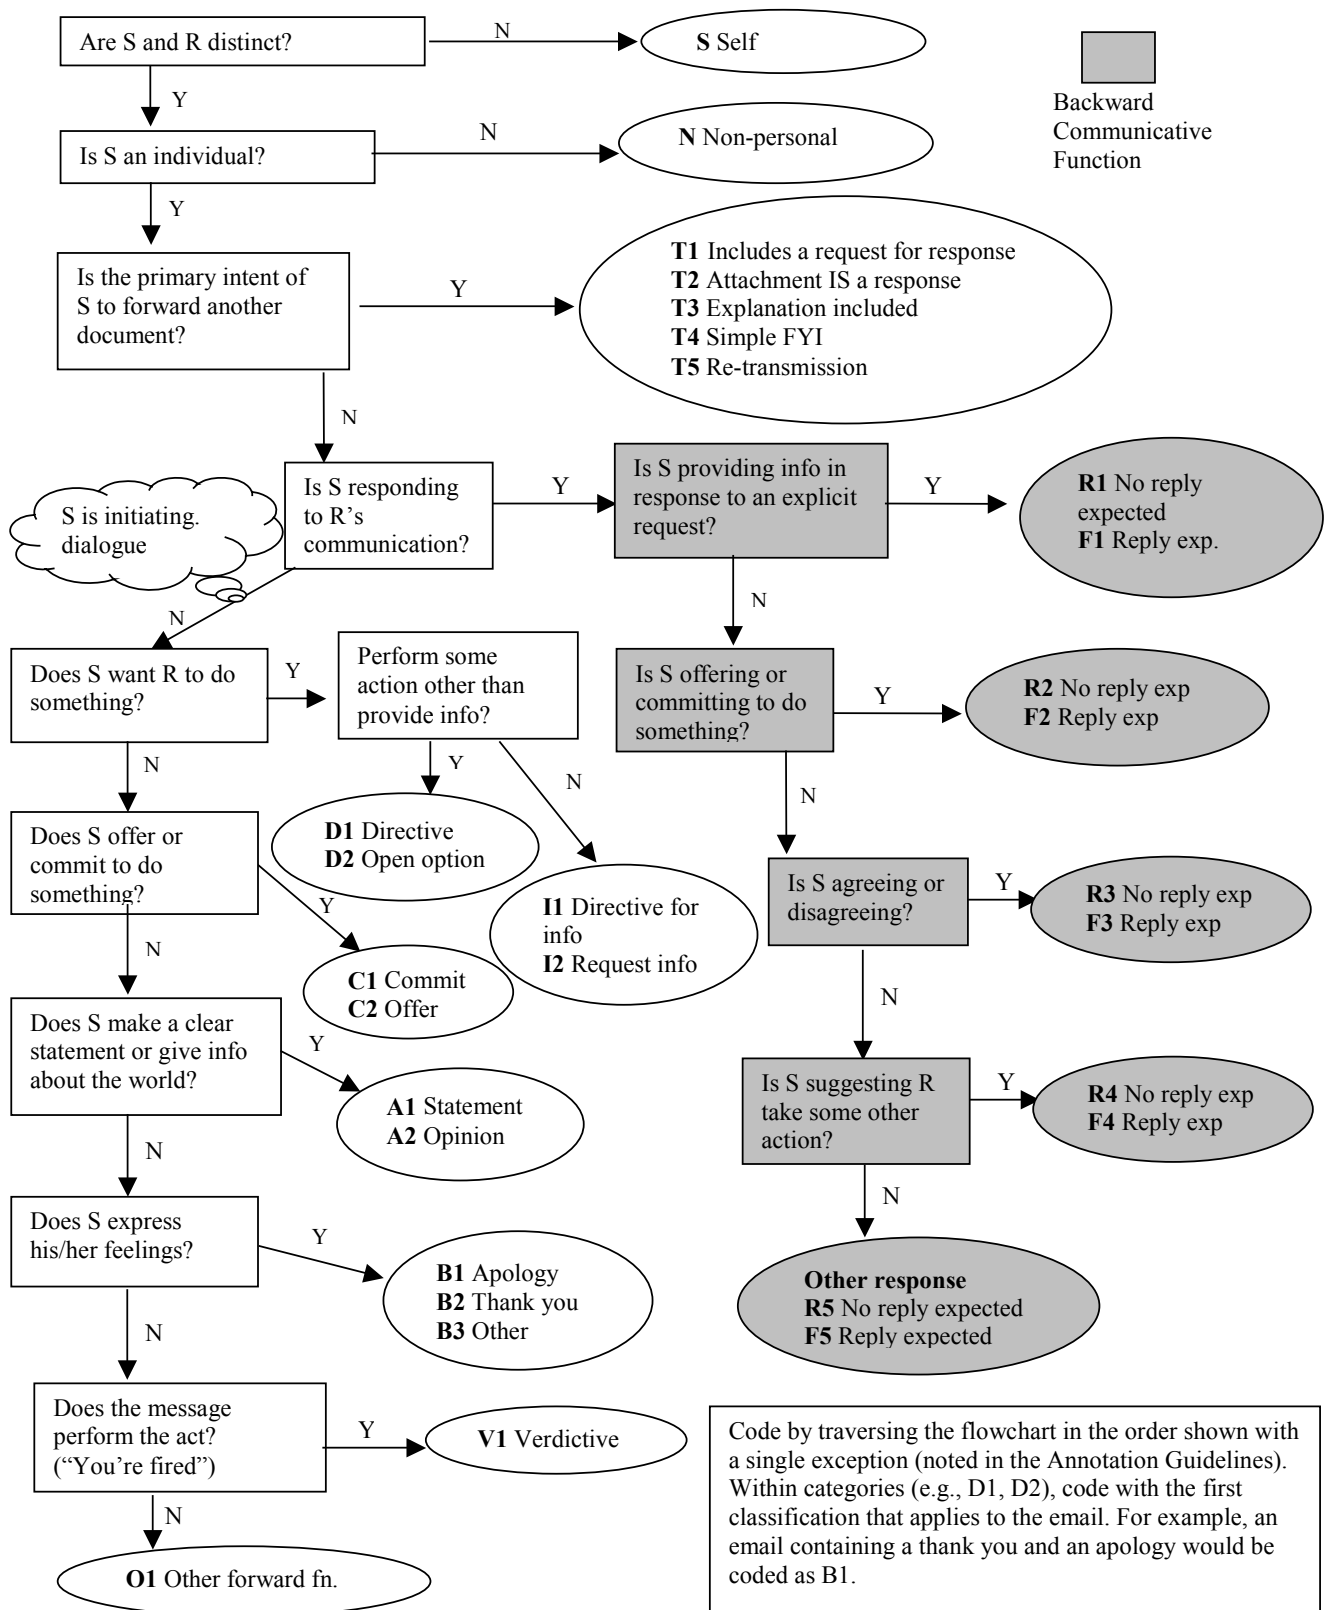 Are S and R distinct?
N
S Self
Y
Backward
Communicative
Function
Is S an individual?
N
N Non-personal
Y
Is the primary intent of
S to forward another
document?
Y
T1 Includes a request for response
T2 Attachment IS a response
T3 Explanation included
T4 Simple FYI
T5 Re-transmission
N
S is initiating.
dialogue
Is S responding
to R's
communication?
Y
Is S providing info in
response to an explicit
request?
Y
R1 No reply
expected
F1 Reply exp.
N
N
Does S want R to do
something?
Y
Perform some
action other than
provide info?
Is S offering or
committing to do
something?
Y
R2 No reply exp
F2 Reply exp
N
Y
N
N
Does S offer or
commit to do
something?
D1 Directive
D2 Open option
Y
I1 Directive for
info
I2 Request info
Is S agreeing or
disagreeing?
Y
R3 No reply exp
F3 Reply exp
N
C1 Commit
C2 Offer
N
Does S make a clear
statement or give info
about the world?
Y
A1 Statement
A2 Opinion
Is S suggesting R
take some other
action?
Y
R4 No reply exp
F4 Reply exp
N
N
Does S express
his/her feelings?
Y
B1 Apology
B2 Thank you
B3 Other
Other response
R5 No reply expected
F5 Reply expected
N
Does the message
perform the act?
(“You're fired”)
Y
V1 Verdictive
N
O1 Other forward fn.
Code by traversing the flowchart in the order shown with
a single exception (noted in the Annotation Guidelines).
Within categories (e.g., D1, D2), code with the first
classification that applies to the email. For example, an
email containing a thank you and an apology would be
coded as B1.